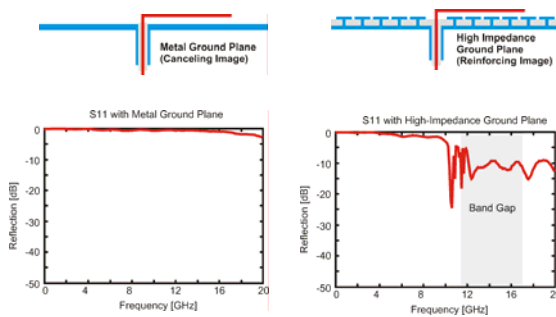 Metal Ground Plane
(Canceling Image)
High Impedance
Ground Plane
(Reinforcing Image)
S11 with Metal Ground Plane
0
-10
-20
-30
-40
-50
Reflection [dB]
0 4 8 12 16 20
Frequency [GHz]
S11 with High-Impedance Ground Plane
0
-10
-20
-30
-40
-50
Reflection [dB]
Band Gap
0 4 8 12 16 2
Frequency [GHz]